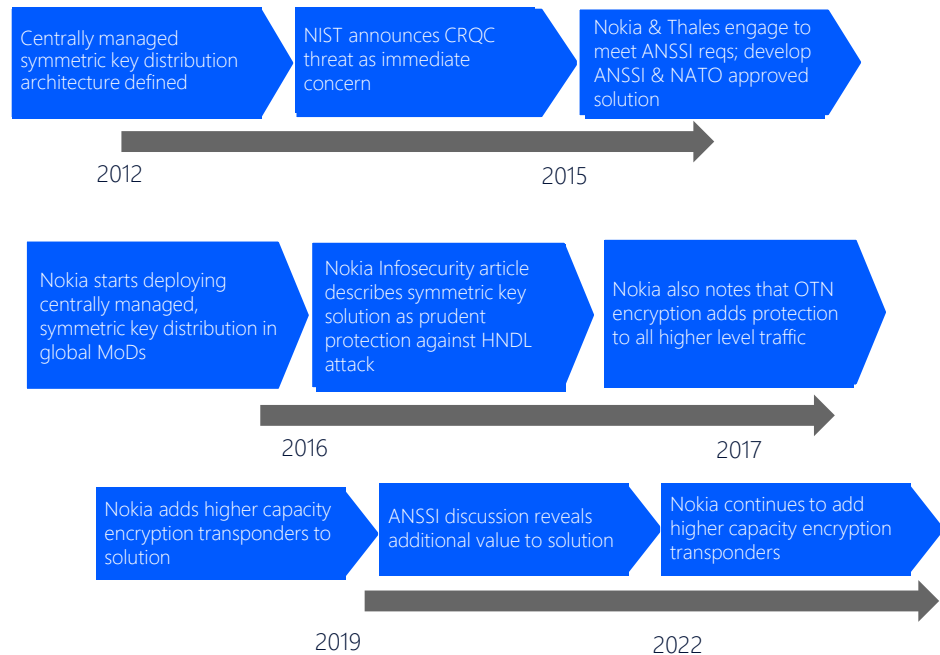 Centrally managed
symmetric key distribution
architecture defined
NIST announces CRQC
threat as immediate
concern
Nokia & Thales engage to
meet ANSSI reqs; develop
ANSSI & NATO approved
solution
2012
2015
Nokia starts deploying
centrally managed,
symmetric key distribution in
global MoDs
Nokia Infosecurity article
describes symmetric key
solution as prudent
protection against HNDL
attack
Nokia also notes that OTN
encryption adds protection
to all higher level traffic
2016
2017
Nokia adds higher capacity
encryption transponders to
solution
ANSSI discussion reveals
additional value to solution
Nokia continues to add
higher capacity encryption
transponders
2019
2022